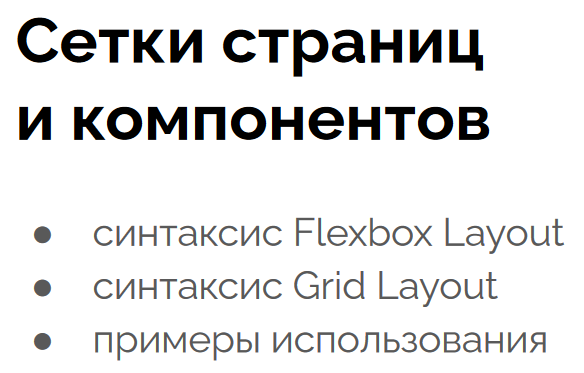 Сетки страниц
и компонентов
● синтаксис Flexbox Layout
● синтаксис Grid Layout
● примеры использования